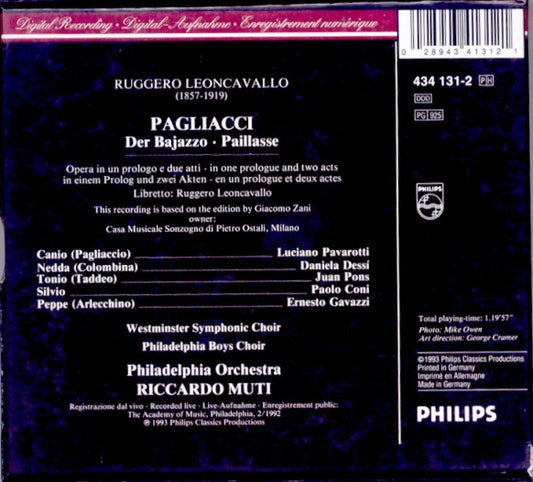 Digital Recording • Digital-Aufnahme • Enregistrement numérique
RUGGERO LEONCAVALLO
(1857-1919)
PAGLIACCI
Der Bajazzo · Paillasse
Opera in un prologo e due atti · in one prologue and two acts
in einem Prolog und zwei Akten · en un prologue et deux actes
Libretto: Ruggero Leoncavallo
This recording is based on the edition by Giacomo Zani
owner:
Casa Musicale Sonzogno di Pietro Ostali, Milano
Canio (Pagliaccio) Luciano Pavarotti
Nedda (Colombina) Daniela Dessí
Tonio (Taddeo) Juan Pons
Silvio Paolo Coni
Peppe (Arlecchino) Ernesto Gavazzi
Westminster Symphonic Choir
Philadelphia Boys Choir
Philadelphia Orchestra
RICCARDO MUTI
Registrazione dal vivo · Recorded live · Live-Aufnahme · Enregistrement public:
The Academy of Music, Philadelphia, 2/1992
℗ 1993 Philips Classics Productions
0 28943 41312 1
434 131-2 PH
DDD
PG 925
PHILIPS
Total playing-time: 1.19'57"
Photo: Mike Owen
Art direction: George Cramer
©1993 Philips Classics Productions
Printed in Germany
Imprimé en Allemagne
Made in Germany
PHILIPS